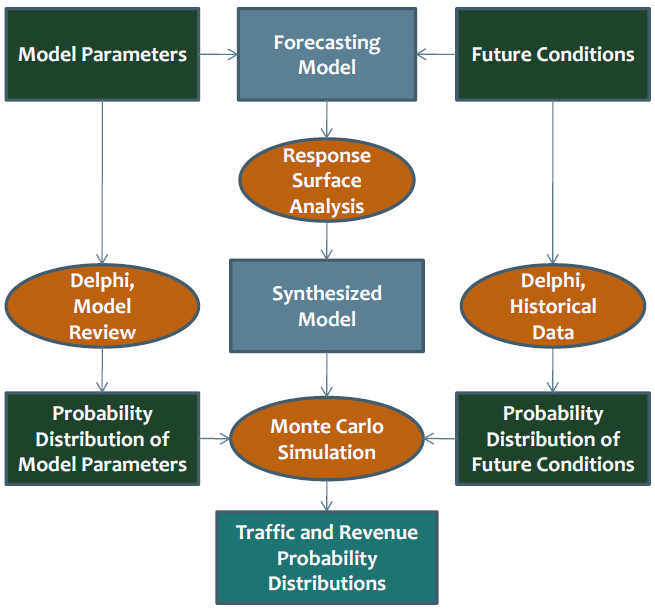 Model Parameters
Forecasting
Model
Future Conditions
Response
Surface
Analysis
Delphi,
Model
Review
Synthesized
Model
Delphi,
Historical
Data
Probability
Distribution of
Model Parameters
Monte Carlo
Simulation
Probability
Distribution of
Future Conditions
Traffic and Revenue
Probability
Distributions